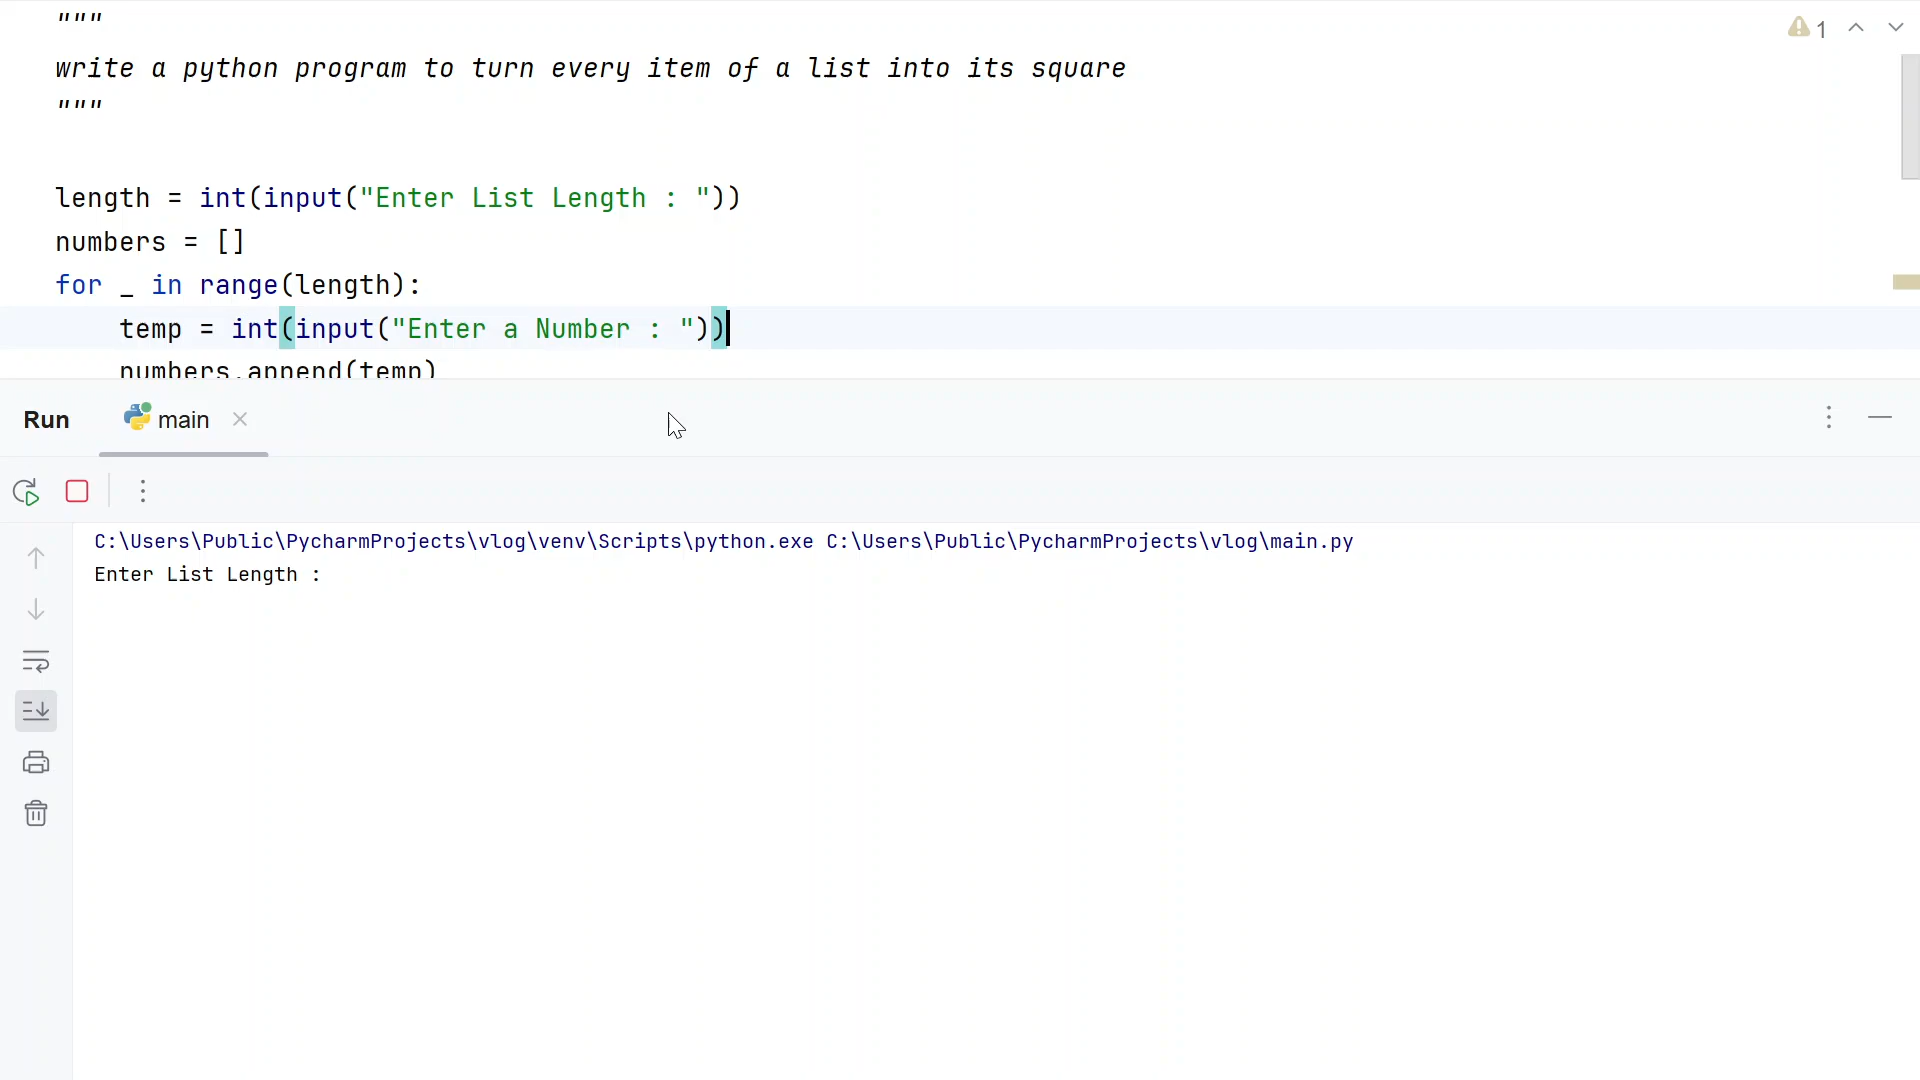 """
1
write a python program to turn every item of a list into its square
"""
length = int(input("Enter List Length : "))
numbers = []
for _ in range(length):
    temp = int(input("Enter a Number : "))
    numbers.append(temp)
Run main
C:\Users\Public\PycharmProjects\vlog\venv\Scripts\python.exe C:\Users\Public\PycharmProjects\vlog\main.py
Enter List Length :